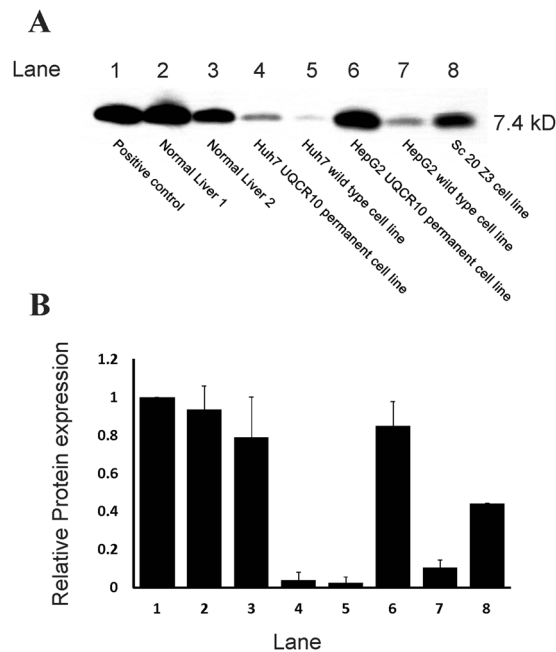 A
Lane 1 2 3 4 5 6 7 8
7.4 kD
Positive control
Normal Liver 1
Normal Liver 2
Huh7 UQCR10 permanent cell line
Huh7 wild type cell line
HepG2 UQCR10 permanent cell line
HepG2 wild type cell line
Sc 20 Z3 cell line
B
Relative Protein expression
1.2
1
0.8
0.6
0.4
0.2
0
1 2 3 4 5 6 7 8
Lane